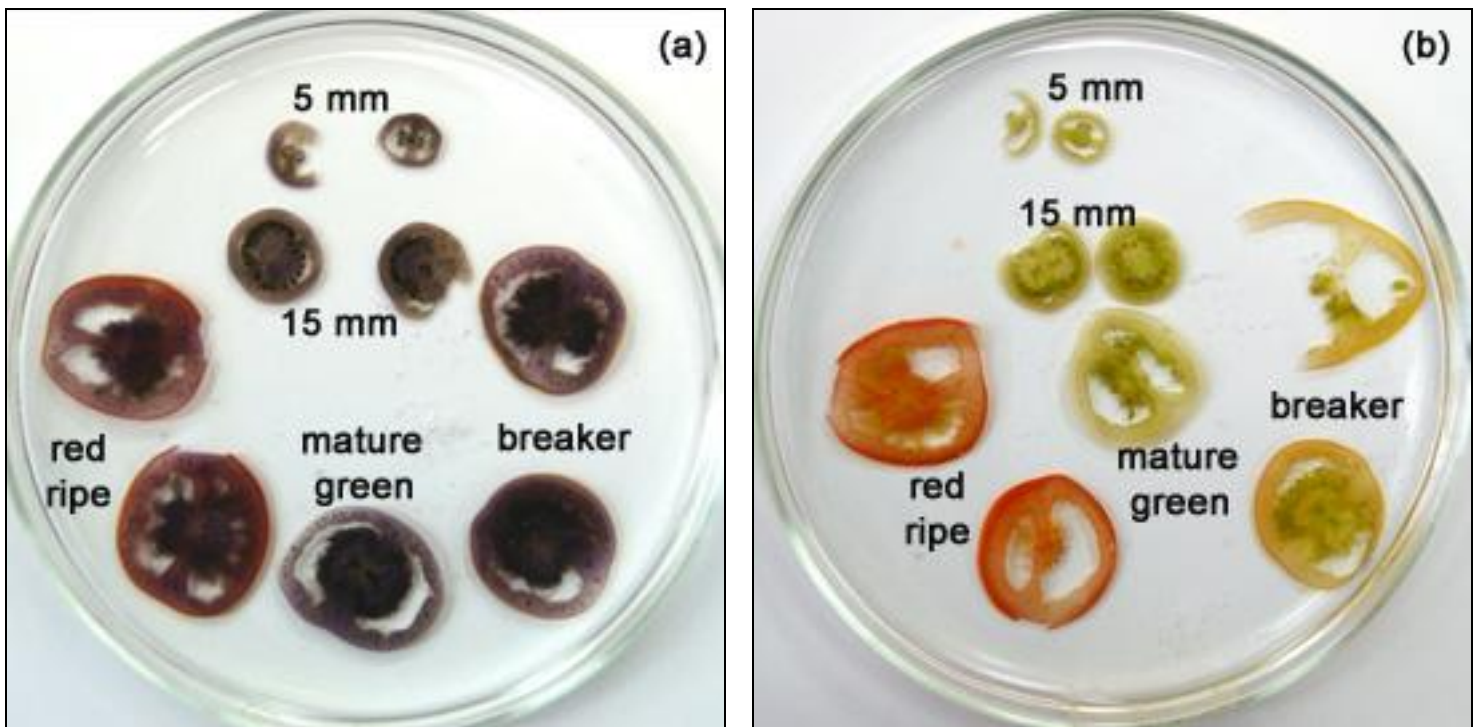 (a)
5 mm
15 mm
red
ripe
mature
green
breaker
(b)
5 mm
15 mm
breaker
mature
green
red
ripe